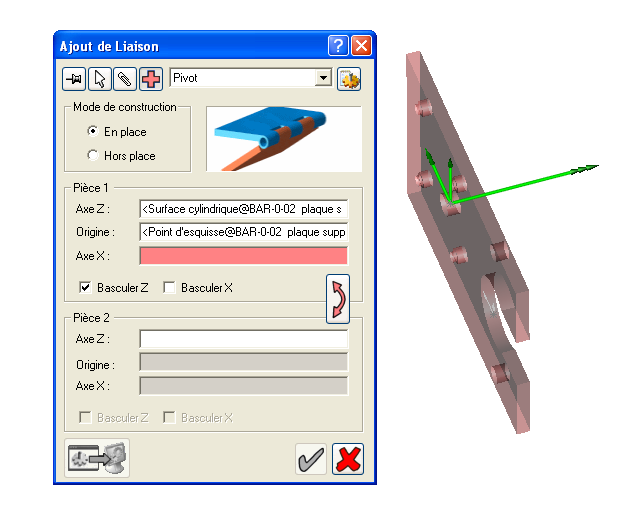 Ajout de Liaison
Pivot
Mode de construction
En place
Hors place
Pièce 1
Axe Z : <Surface cylindrique@BAR-0-02 plaque s
Origine : <Point d'esquisse@BAR-0-02 plaque supp
Axe X :
Basculer Z Basculer X
Pièce 2
Axe Z :
Origine :
Axe X :
Basculer Z Basculer X